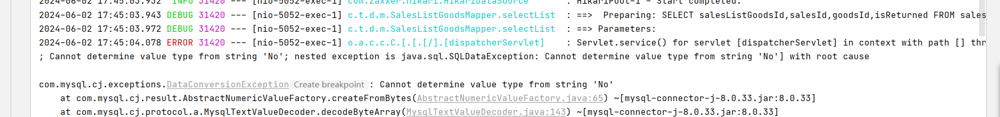 2024-06-02 17:45:03.932  INFO 31420 --- [nio-5052-exec-1] com.zaxxer.hikari.HikariDataSource       : HikariPool-1 - Start completed.
2024-06-02 17:45:03.943 DEBUG 31420 --- [nio-5052-exec-1] c.t.d.m.SalesListGoodsMapper.selectList  : ==>  Preparing: SELECT salesListGoodsId,salesId,goodsId,isReturned FROM sales
2024-06-02 17:45:03.972 DEBUG 31420 --- [nio-5052-exec-1] c.t.d.m.SalesListGoodsMapper.selectList  : ==> Parameters:
2024-06-02 17:45:04.078 ERROR 31420 --- [nio-5052-exec-1] o.a.c.c.C.[.[.[/].[dispatcherServlet]    : Servlet.service() for servlet [dispatcherServlet] in context with path [] thr
; Cannot determine value type from string 'No'; nested exception is java.sql.SQLDataException: Cannot determine value type from string 'No'] with root cause
com.mysql.cj.exceptions.DataConversionException Create breakpoint : Cannot determine value type from string 'No'
    at com.mysql.cj.result.AbstractNumericValueFactory.createFromBytes(AbstractNumericValueFactory.java:65) ~[mysql-connector-j-8.0.33.jar:8.0.33]
    at com.mysql.cj.protocol.a.MysqlTextValueDecoder.decodeByteArray(MysqlTextValueDecoder.java:143) ~[mysql-connector-j-8.0.33.jar:8.0.33]